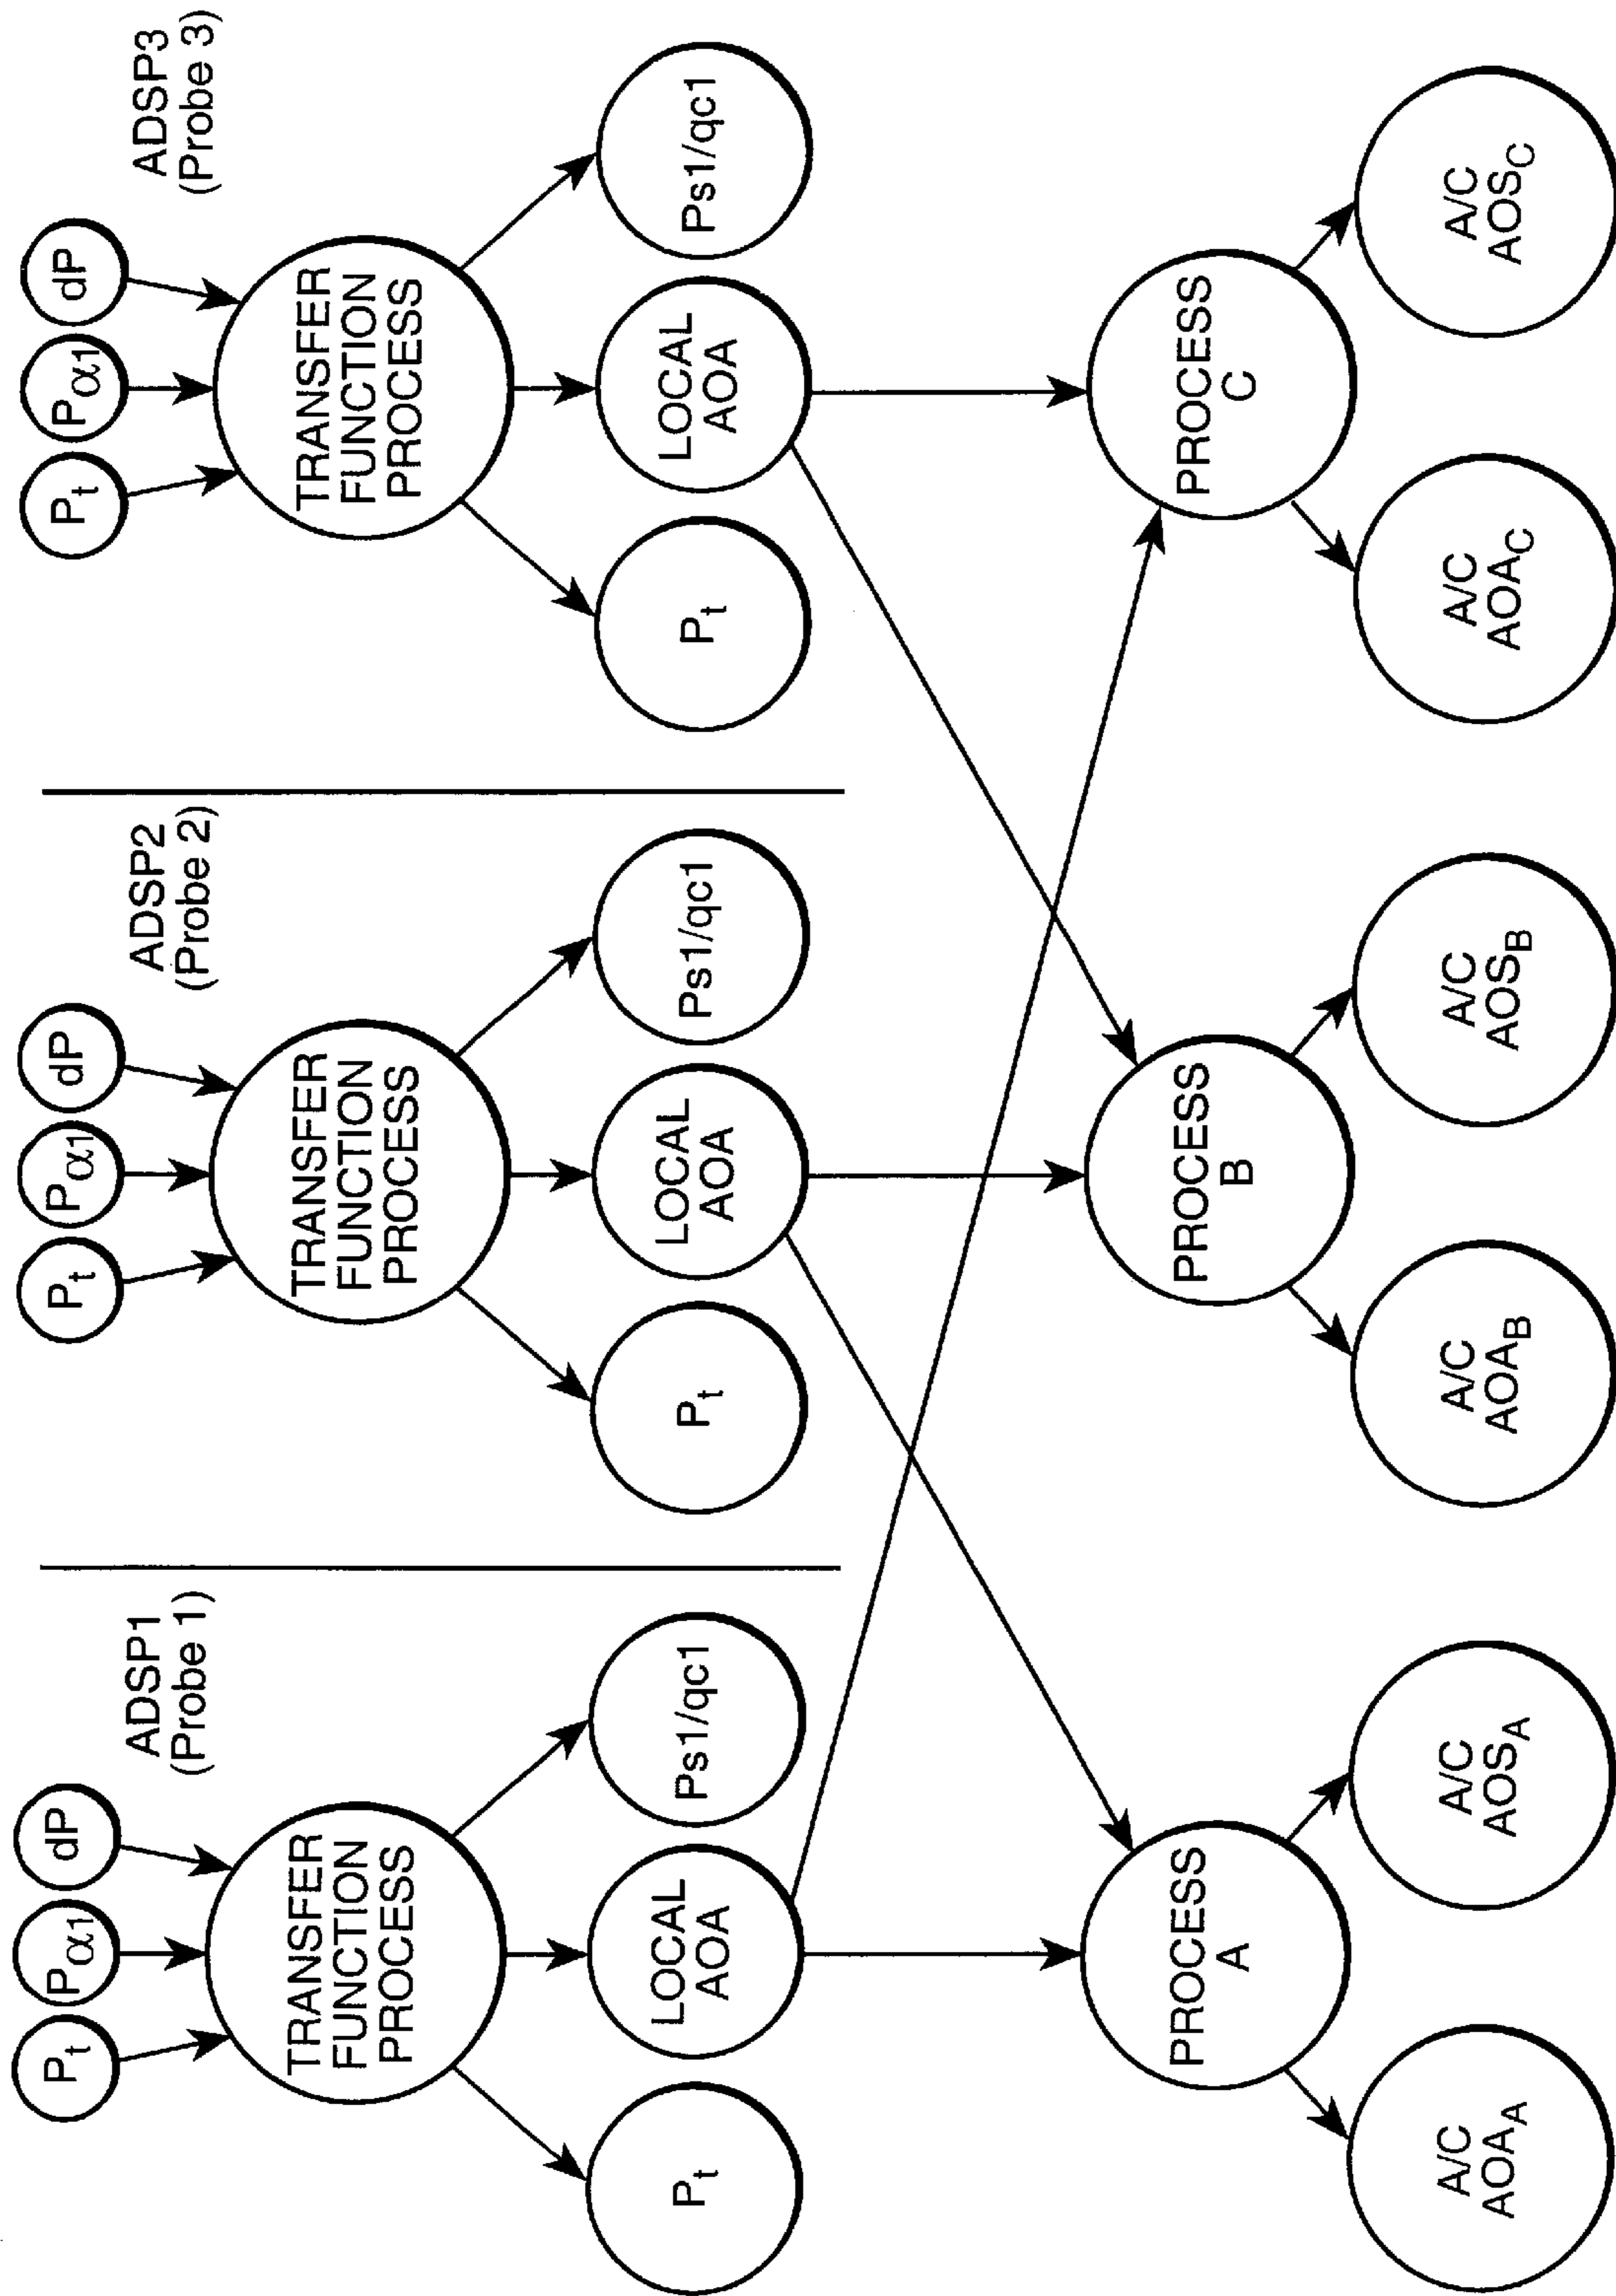 ADSP1
(Probe 1)
Pt
Pα1
dP
TRANSFER
FUNCTION
PROCESS
Pt
LOCAL
AOA
Ps1/qc1
ADSP2
(Probe 2)
Pt
Pα1
dP
TRANSFER
FUNCTION
PROCESS
Pt
LOCAL
AOA
Ps1/qc1
ADSP3
(Probe 3)
Pt
Pα1
dP
TRANSFER
FUNCTION
PROCESS
Pt
LOCAL
AOA
Ps1/qc1
PROCESS
A
A/C
AOAA
A/C
AOSA
PROCESS
B
A/C
AOAB
A/C
AOSB
PROCESS
C
A/C
AOAC
A/C
AOSC